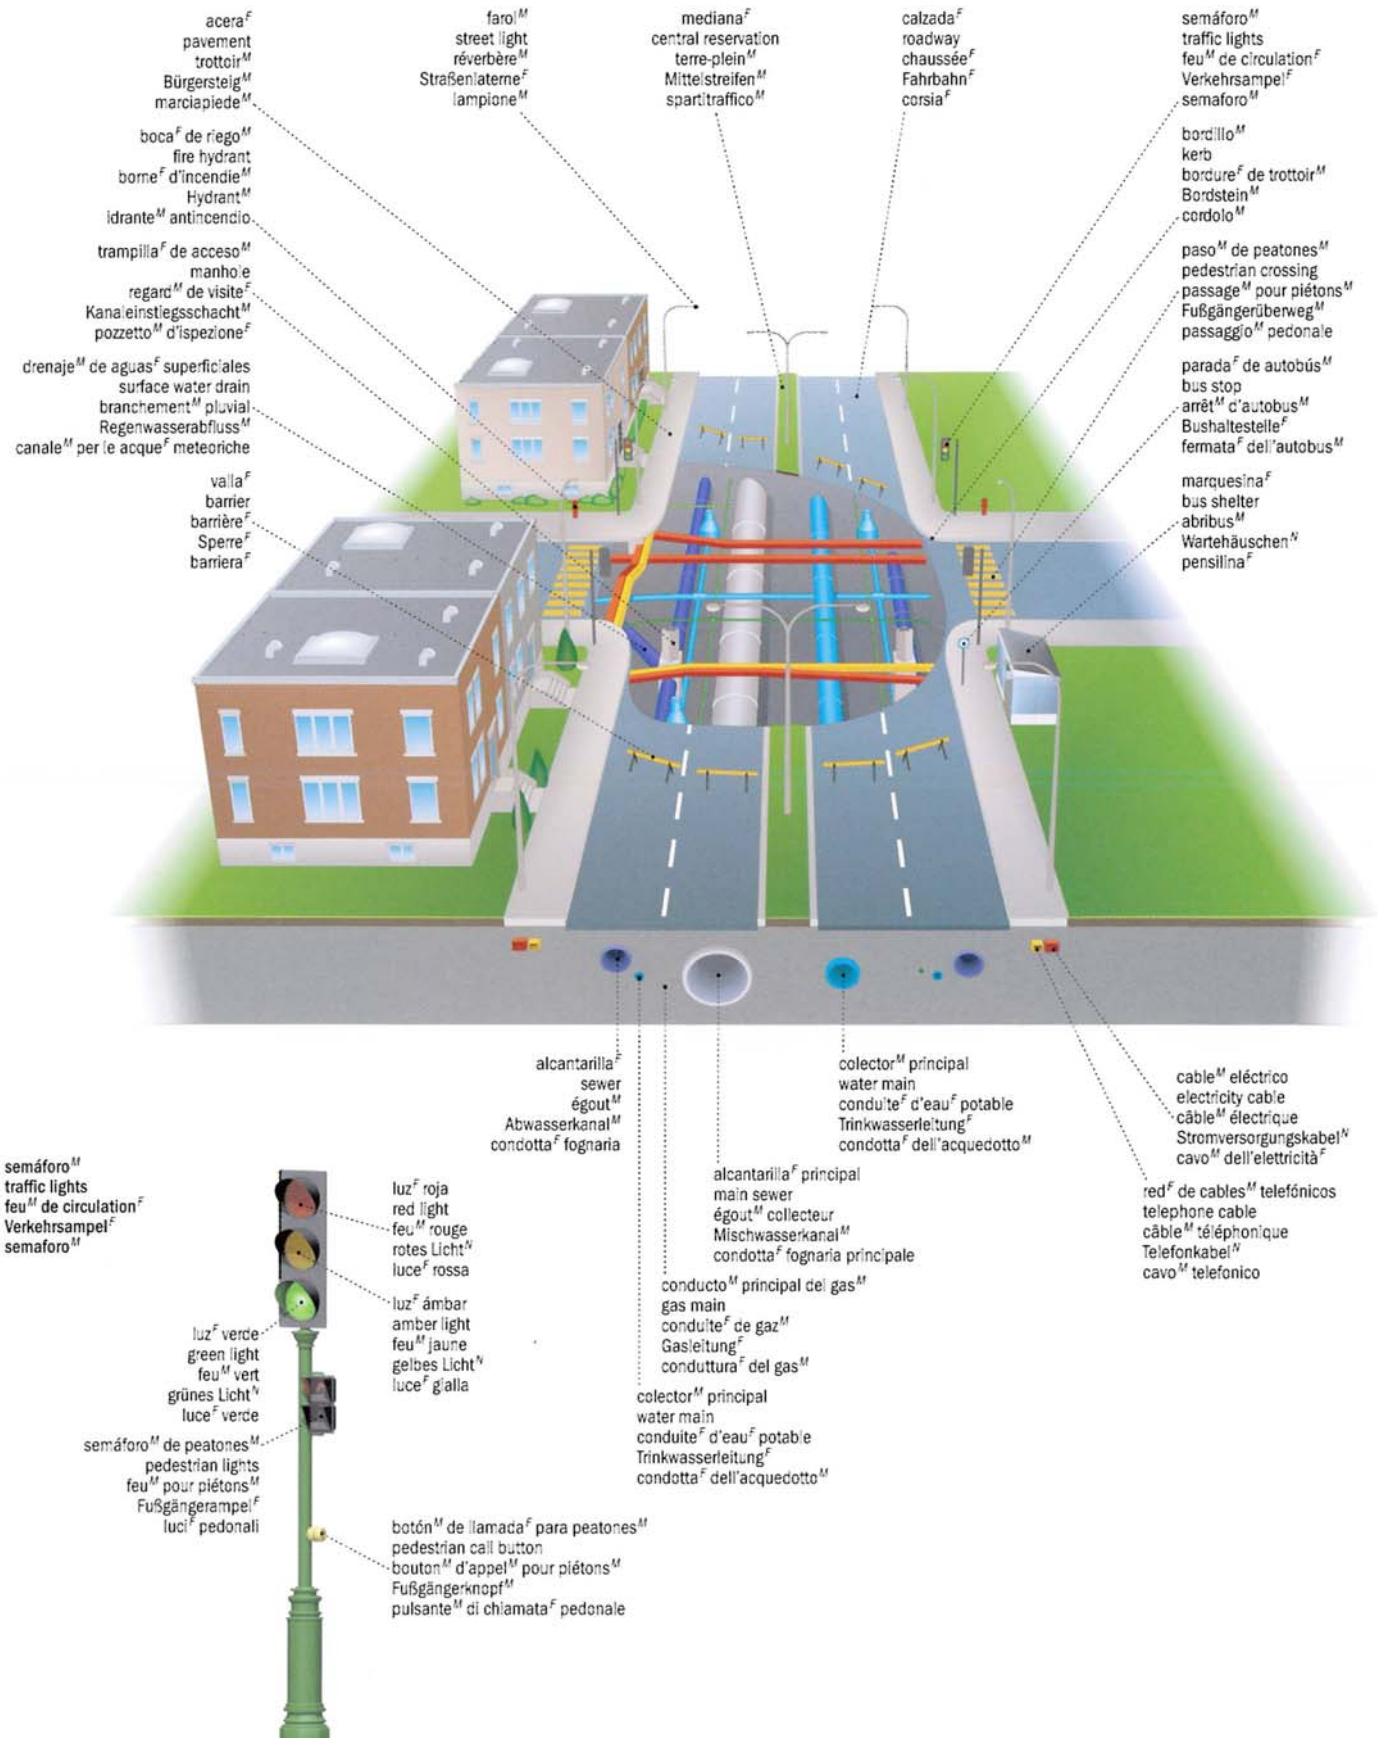 acera^F
pavement
trottoir^M
Bürgersteig^M
marciapiede^M
farol^M
street light
réverbère^M
Straßenlaterne^F
lampione^M
mediana^F
central reservation
terre-plein^M
Mittelstreifen^M
spartitraffico^M
calzada^F
roadway
chaussée^F
Fahrbahn^F
corsia^F
semáforo^M
traffic lights
feu^M de circulation^F
Verkehrsampel^F
semaforo^M
boca^F de riego^M
fire hydrant
borne^F d'incendie^M
Hydrant^M
idrante^M antincendio
trampilla^F de acceso^M
manhole
regard^M de visite^F
Kanaleinstiegsschacht^M
pozzetto^M d'ispezione^F
drenaje^M de aguas^F superficiales
surface water drain
branchement^M pluvial
Regenwasserabfluss^M
canale^M per le acque^F meteoriche
valla^F
barrier
barrière^F
Sperre^F
barriera^F
bordillo^M
kerb
bordure^F de trottoir^M
Bordstein^M
cordolo^M
paso^M de peatones^M
pedestrian crossing
passage^M pour piétons^M
Fußgängerüberweg^M
passaggio^M pedonale
parada^F de autobús^M
bus stop
arrêt^M d'autobus^M
Bushaltestelle^F
fermata^F dell'autobus^M
marquesina^F
bus shelter
abribus^M
Wartehäuschen^N
pensilina^F
alcantarilla^F
sewer
égout^M
Abwasserkanal^M
condotta^F fognaria
colector^M principal
water main
conduite^F d'eau^F potable
Trinkwasserleitung^F
condotta^F dell'acquedotto^M
cable^M eléctrico
electricity cable
câble^M électrique
Stromversorgungskabel^N
cavo^M dell'elettricità^F
alcantarilla^F principal
main sewer
égout^M collecteur
Mischwasserkanal^M
condotta^F fognaria principale
red^F de cables^M telefónicos
telephone cable
câble^M téléphonique
Telefonkabel^N
cavo^M telefonico
conducto^M principal del gas^M
gas main
conduite^F de gaz^M
Gasleitung^F
conduttura^F del gas^M
colector^M principal
water main
conduite^F d'eau^F potable
Trinkwasserleitung^F
condotta^F dell'acquedotto^M
semáforo^M
traffic lights
feu^M de circulation^F
Verkehrsampel^F
semaforo^M
luz^F roja
red light
feu^M rouge
rotes Licht^N
luce^F rossa
luz^F ámbar
amber light
feu^M jaune
gelbes Licht^N
luce^F gialla
luz^F verde
green light
feu^M vert
grünes Licht^N
luce^F verde
semáforo^M de peatones^M
pedestrian lights
feu^M pour piétons^M
Fußgängerampel^F
luci^F pedonali
botón^M de llamada^F para peatones^M
pedestrian call button
bouton^M d'appel^M pour piétons^M
Fußgängerknopf^M
pulsante^M di chiamata^F pedonale